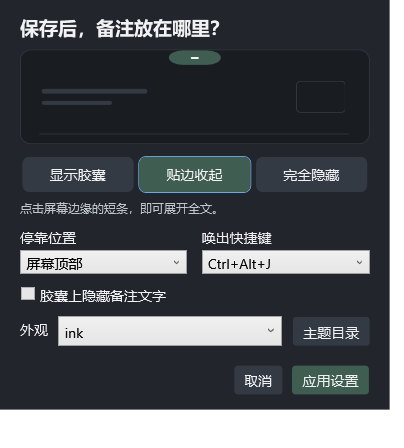 保存后，备注放在哪里？
显示胶囊 贴边收起 完全隐藏
点击屏幕边缘的短条，即可展开全文。
停靠位置 唤出快捷键
屏幕顶部 Ctrl+Alt+J
胶囊上隐藏备注文字
外观 ink 主题目录
取消 应用设置